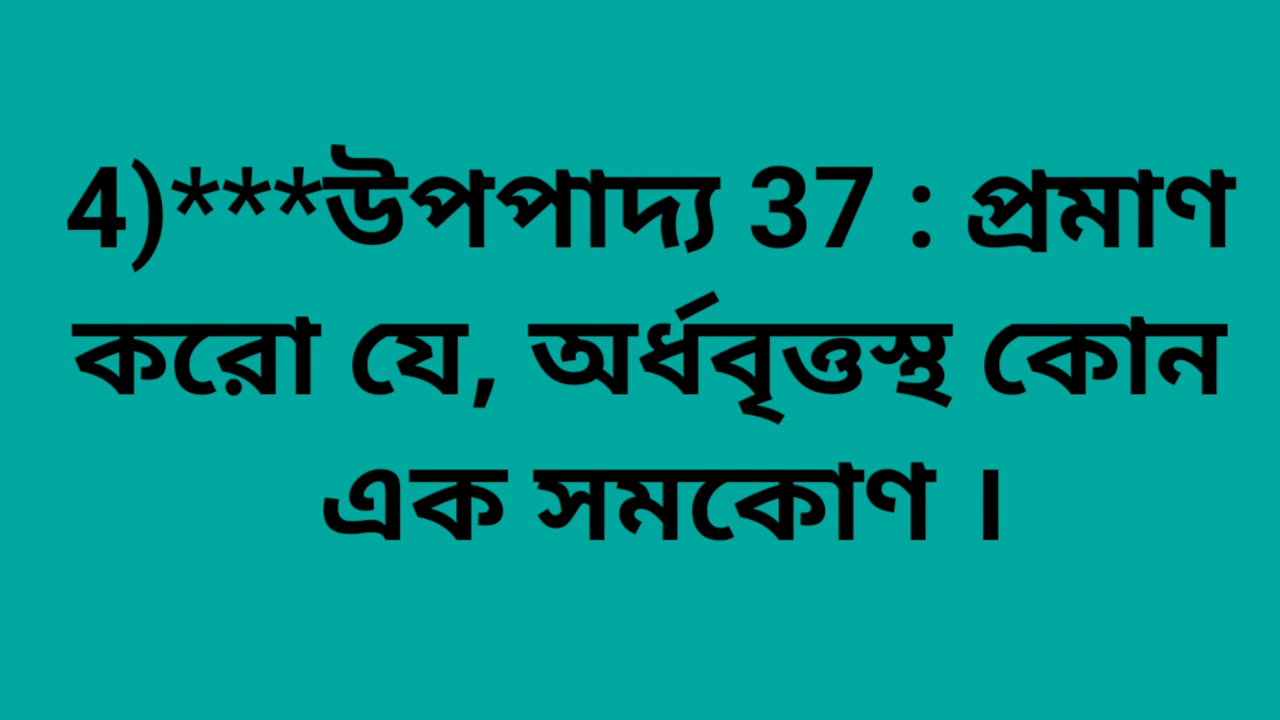 4)***উপপাদ্য 37 : প্রমাণ
করো যে, অর্ধবৃত্তস্থ কোন
এক সমকোণ ।